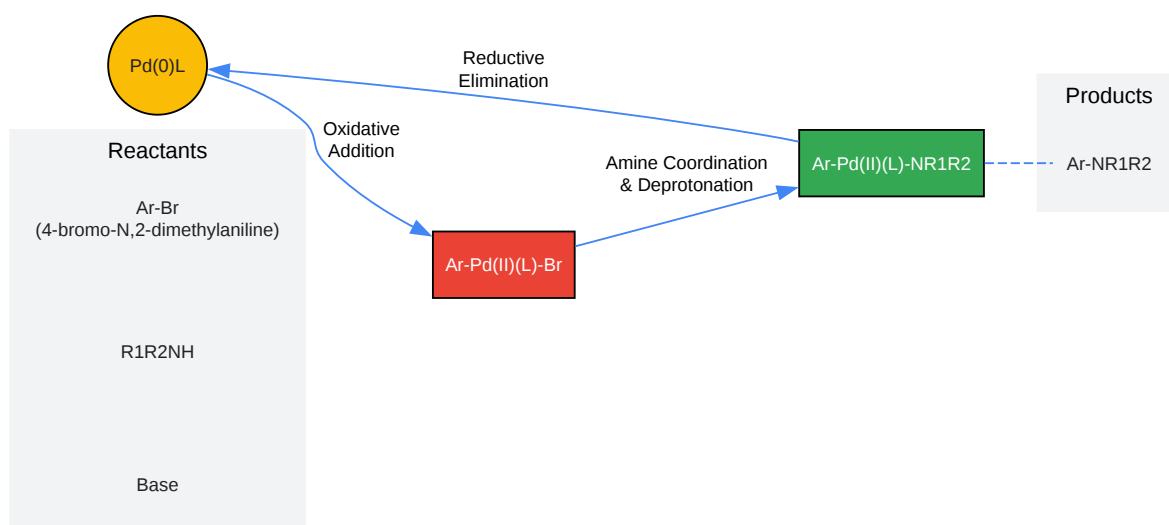 Pd(0)L
Reductive
Elimination
Products
Oxidative
Addition
Reactants
Amine Coordination
& Deprotonation
Ar-Pd(II)(L)-NR1R2
Ar-NR1R2
Ar-Br
(4-bromo-N,2-dimethylaniline)
Ar-Pd(II)(L)-Br
R1R2NH
Base